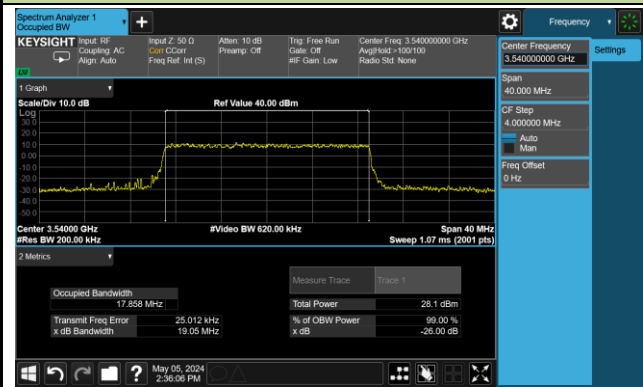 Spectrum Analyzer 1
Occupied BW
+
Frequency
KEYSIGHT
Input: RF
Coupling: AC
Align: Auto
Input Z: 50 Ω
Corr CCorr
Freq Ref: Int (S)
Atten: 10 dB
Preamp: Off
Trig: Free Run
Gate: Off
#IF Gain: Low
Center Freq: 3.540000000 GHz
Avg|Hold:>100/100
Radio Std: None
LW
1 Graph
Scale/Div 10.0 dB
Ref Value 40.00 dBm
Log
30.0
20.0
10.0
0.00
-10.0
-20.0
-30.0
-40.0
-50.0
Center 3.54000 GHz
#Video BW 620.00 kHz
Span 40 MHz
#Res BW 200.00 kHz
Sweep 1.07 ms (2001 pts)
2 Metrics
Measure Trace
Trace 1
Occupied Bandwidth
17.858 MHz
Total Power
28.1 dBm
Transmit Freq Error
25.012 kHz
% of OBW Power
99.00 %
x dB Bandwidth
19.05 MHz
x dB
-26.00 dB
Center Frequency
3.540000000 GHz
Settings
Span
40.000 MHz
CF Step
4.000000 MHz
Auto
Man
Freq Offset
0 Hz
?
May 05, 2024
2:36:06 PM